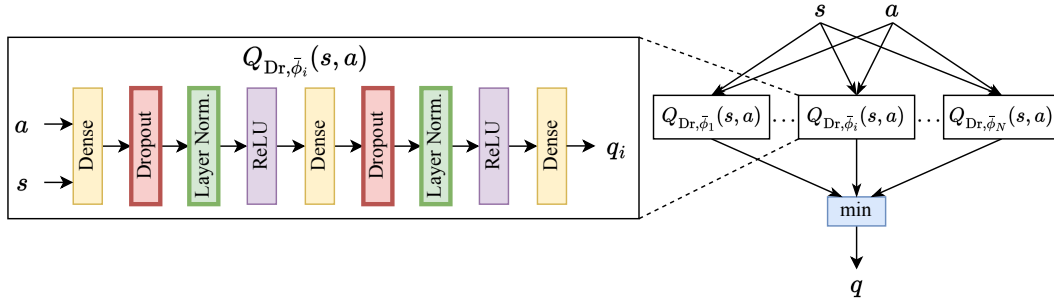 Q_{Dr,ϕ̄_i}(s, a)
a
s
Dense
Dropout
Layer Norm.
ReLU
Dense
Dropout
Layer Norm.
ReLU
Dense
q_i
s a
Q_{Dr,ϕ̄_1}(s, a) ... Q_{Dr,ϕ̄_i}(s, a) ... Q_{Dr,ϕ̄_N}(s, a)
min
q